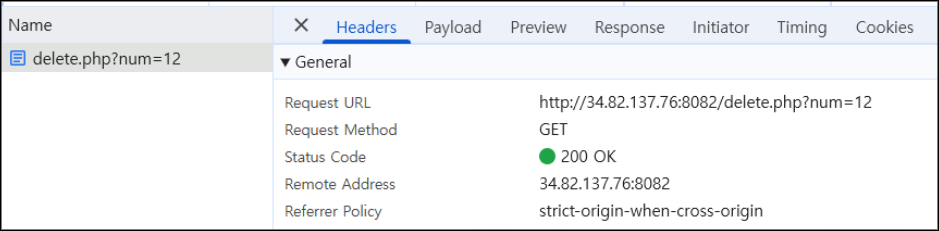 Name
delete.php?num=12
Headers Payload Preview Response Initiator Timing Cookies
General
Request URL http://34.82.137.76:8082/delete.php?num=12
Request Method GET
Status Code 200 OK
Remote Address 34.82.137.76:8082
Referrer Policy strict-origin-when-cross-origin